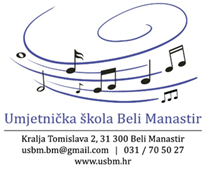 Umjetnička škola Beli Manastir
Kralja Tomislava 2, 31 300 Beli Manastir
usbm.bm@gmail.com | 031 / 70 50 27
www.usbm.hr